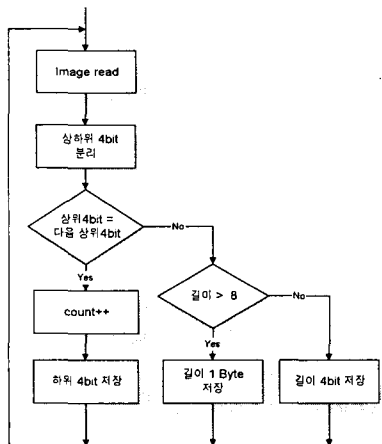 Image read
상하위 4bit
분리
상위4bit =
다음 상위4bit
No
Yes
길이 > 8
No
count++
Yes
하위 4bit 저장
길이 1 Byte
저장
길이 4bit 저장